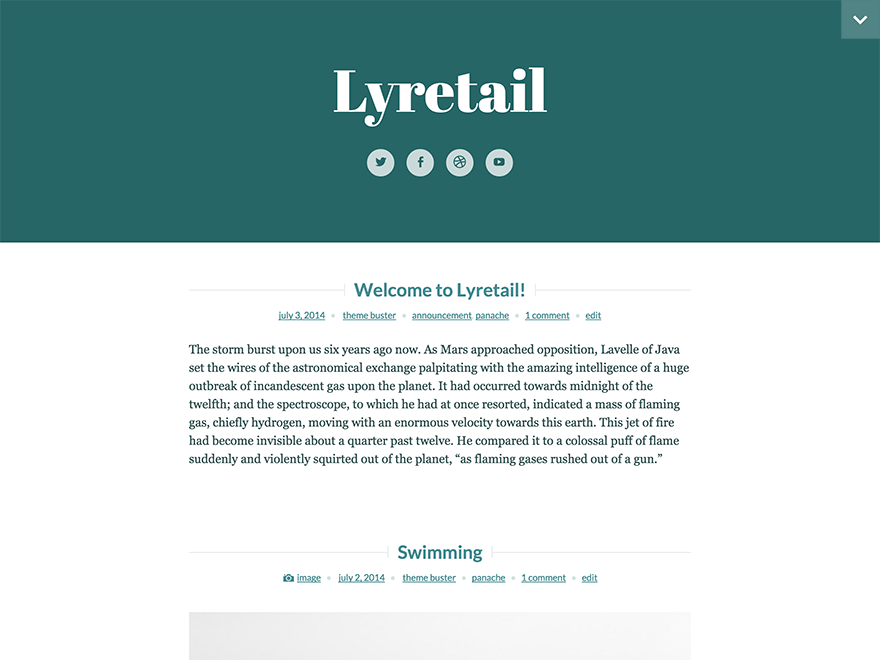 Lyretail
Welcome to Lyretail!
july 3, 2014 theme buster announcement panache 1 comment edit
The storm burst upon us six years ago now. As Mars approached opposition, Lavelle of Java
set the wires of the astronomical exchange palpitating with the amazing intelligence of a huge
outbreak of incandescent gas upon the planet. It had occurred towards midnight of the
twelfth; and the spectroscope, to which he had at once resorted, indicated a mass of flaming
gas, chiefly hydrogen, moving with an enormous velocity towards this earth. This jet of fire
had become invisible about a quarter past twelve. He compared it to a colossal puff of flame
suddenly and violently squirted out of the planet, “as flaming gases rushed out of a gun.”
Swimming
image july 2, 2014 theme buster panache 1 comment edit